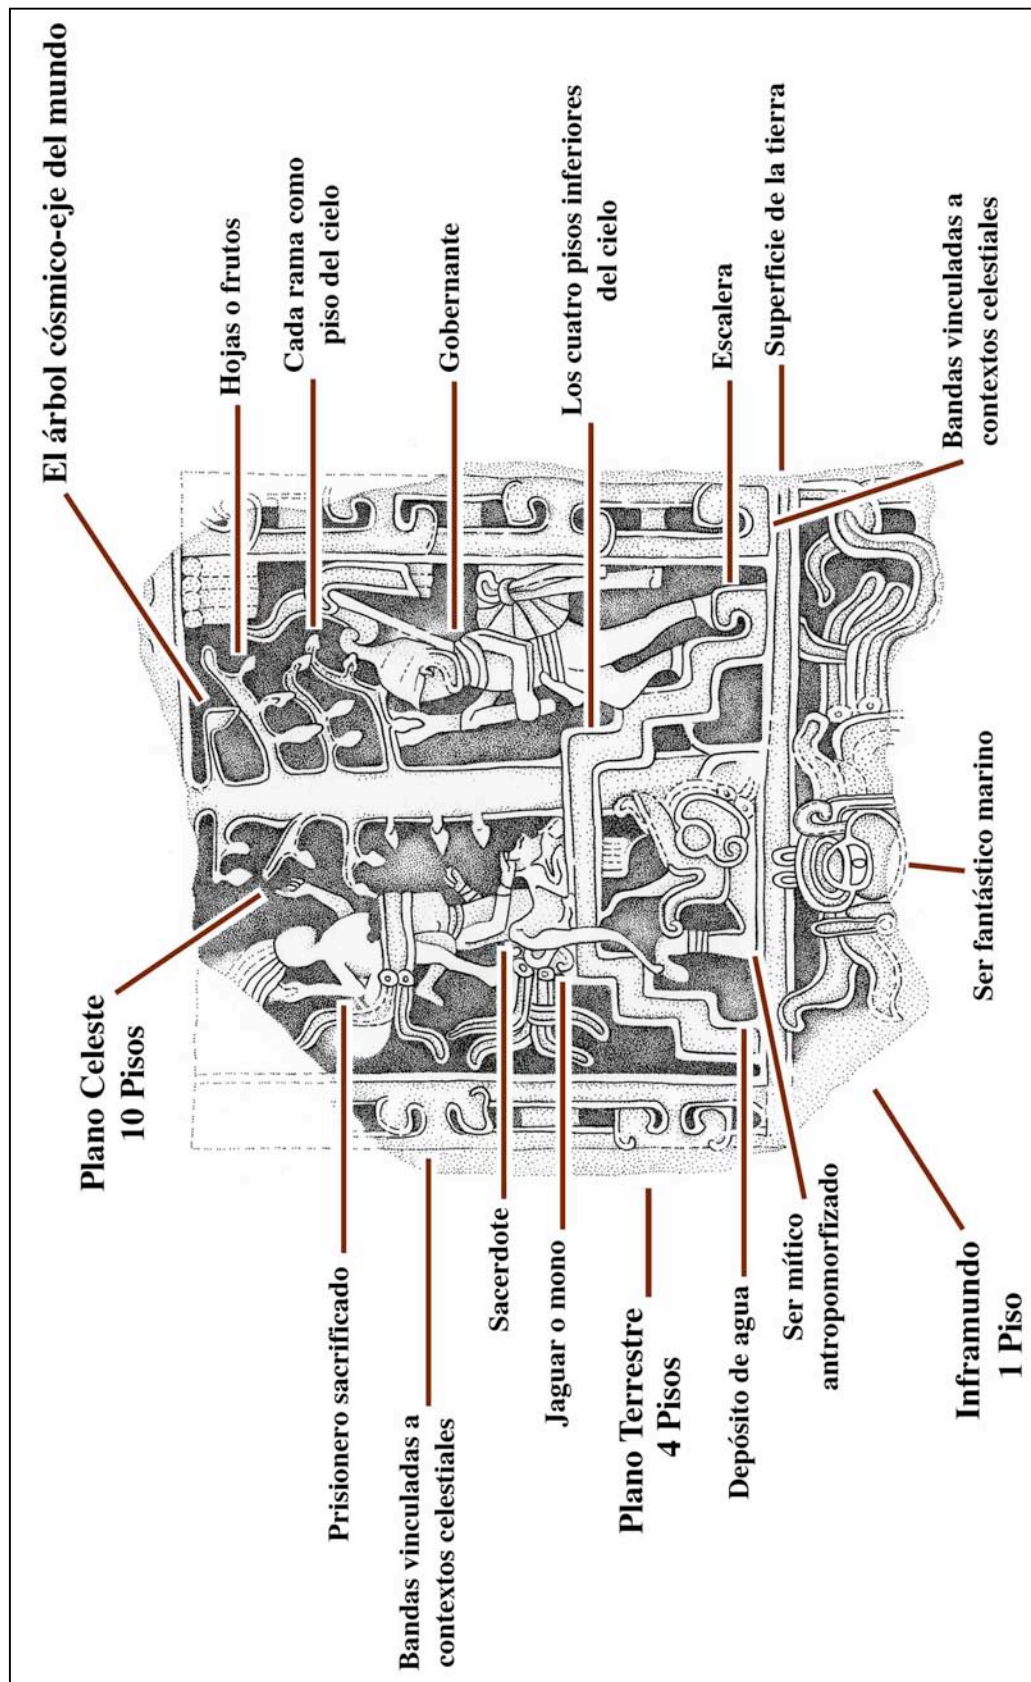 El árbol cósmico-eje del mundo
Plano Celeste
10 Pisos
Hojas o frutos
Cada rama como
piso del cielo
Gobernante
Los cuatro pisos inferiores
del cielo
Escalera
Superficie de la tierra
Bandas vinculadas a
contextos celestiales
Prisionero sacrificado
Bandas vinculadas a
contextos celestiales
Sacerdote
Jaguar o mono
Plano Terrestre
4 Pisos
Depósito de agua
Ser mítico
antropomorfizado
Inframundo
1 Piso
Ser fantástico marino